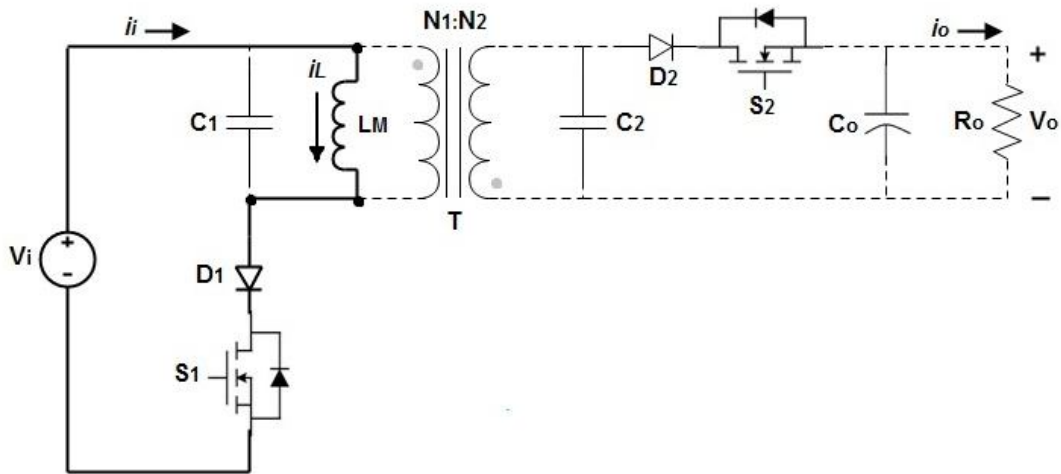 N1:N2
ii
io
iL
D2
S2
+
C1
LM
C2
Co
Ro
Vo
–
T
Vi
+
-
D1
S1